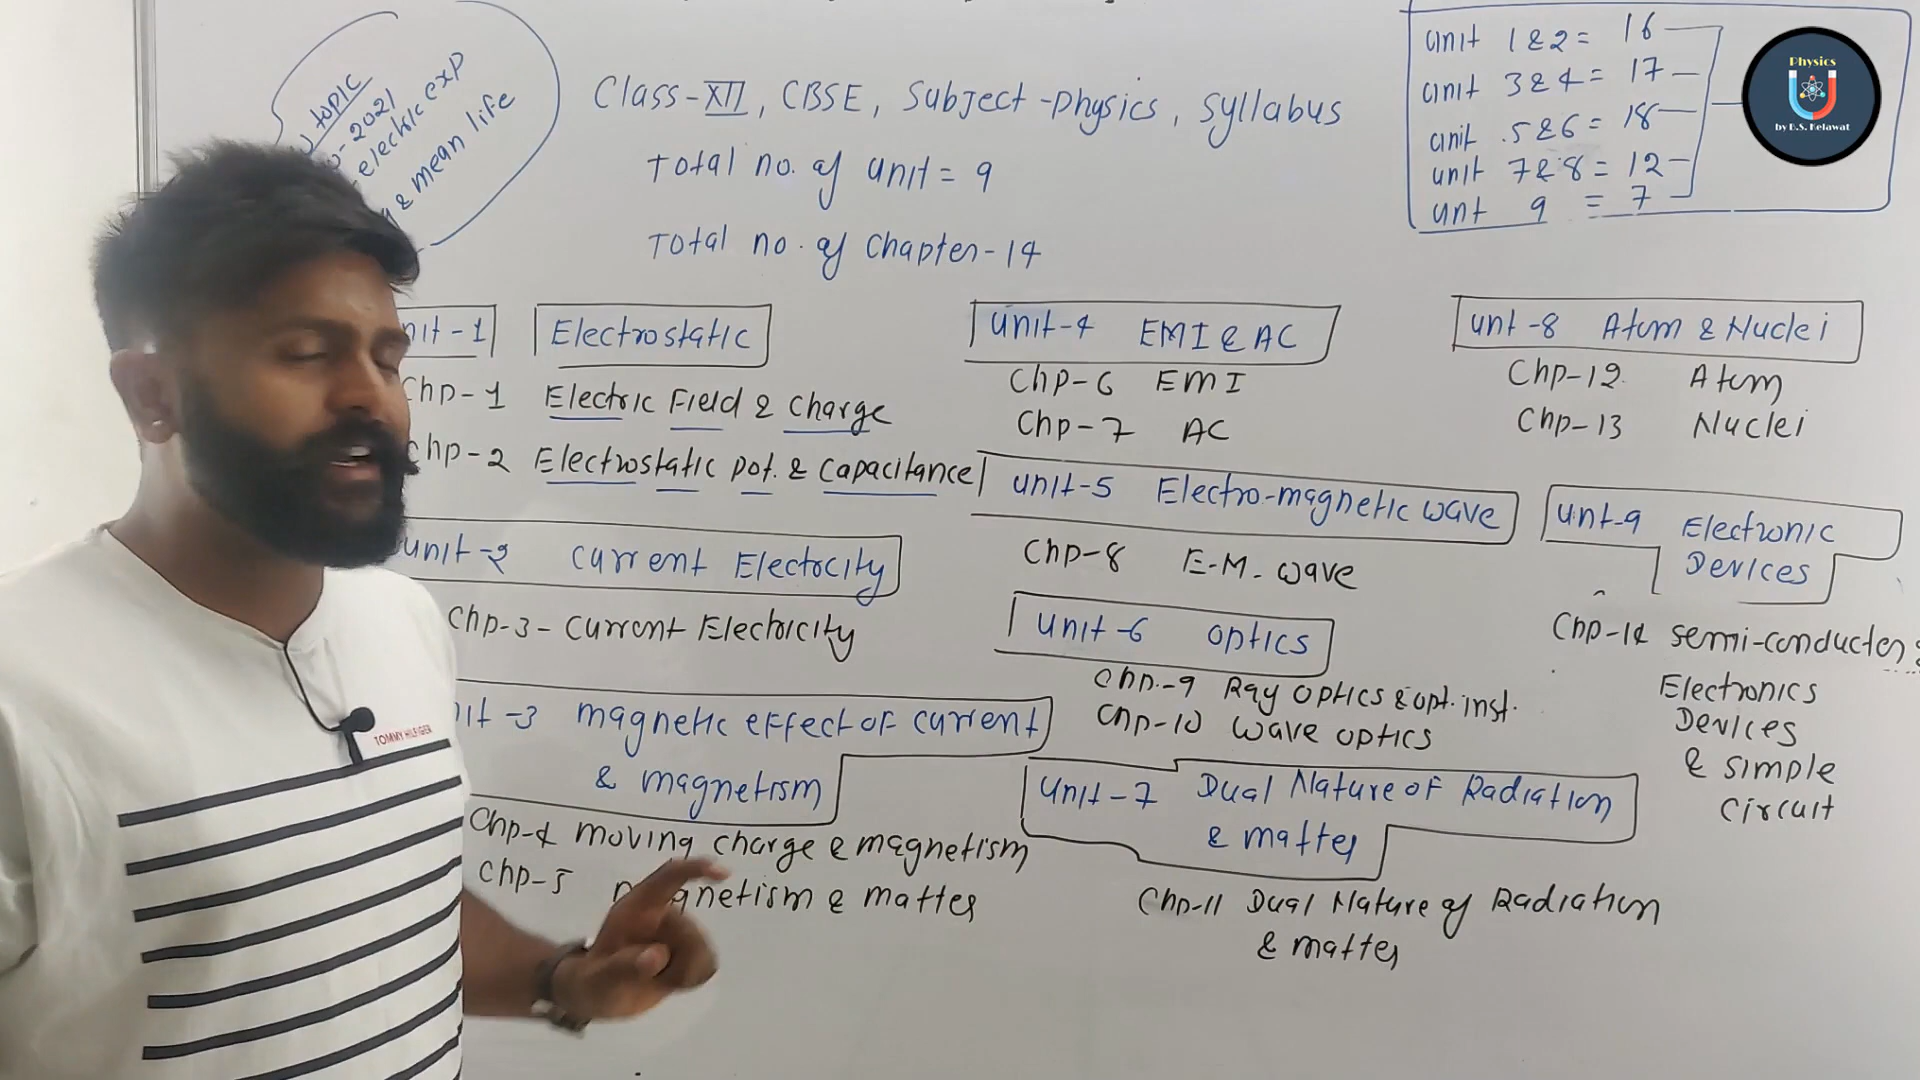 topic
-2021
electric exp
& mean life
Class-XII, CBSE, Subject-Physics, Syllabus
Total no. of unit = 9
Total no. of Chapter-14
unit 1 & 2 = 16
unit 3 & 4 = 17
unit .5 & 6 = 18
unit 7 & 8 = 12
unt 9 = 7
Physics
by B.S. Kelawat
nit-1 Electrostatic
Chp-1 Electric Field & Charge
Chp-2 Electrostatic Pot. & Capacitance
unit-2 Current Electocity
Chp-3-Current Electricity
it-3 magnetic effect of current
& magnetism
Chp-4 moving charge & magnetism
Chp-5 magnetism & matter
unit-4 EMI & AC
Chp-6 EMI
Chp-7 AC
unit-5 Electro-magnetic wave
Chp-8 E.M. wave
unit-6 optics
Chp.-9 Ray optics & opt. inst.
Chp-10 wave optics
unit-7 Dual Nature of Radiation
& matter
Chp-11 Dual Nature of Radiation
& matter
unt-8 Atom & Nuclei
Chp-12. Atom
Chp-13 Nuclei
unt-9 Electronic
Devices
Chp-14 semi-conductor
Electronics
Devices
& simple
circuit
TOMMY HILFIGER